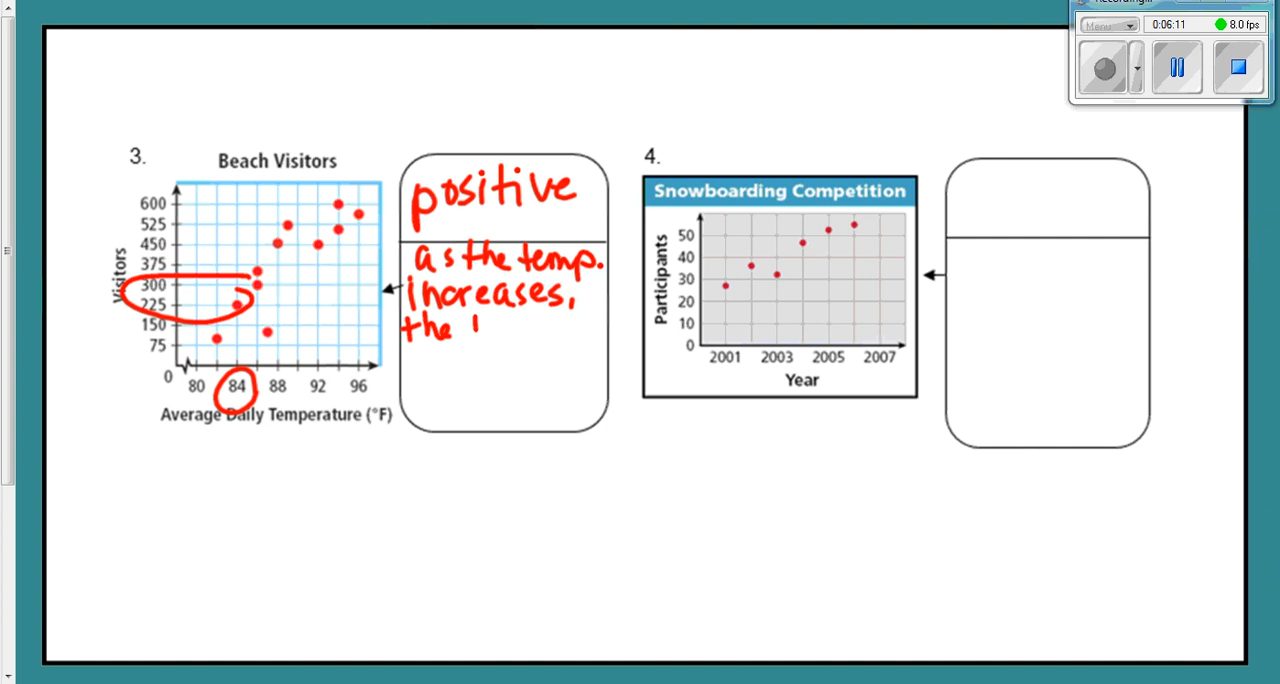 Recording...
Menu
0:06:11
8.0 fps
3.
Beach Visitors
Visitors
600
525
450
375
300
225
150
75
0
80 84 88 92 96
Average Daily Temperature (°F)
positive
as the temp.
increases,
the
4.
Snowboarding Competition
Participants
50
40
30
20
10
0
2001 2003 2005 2007
Year